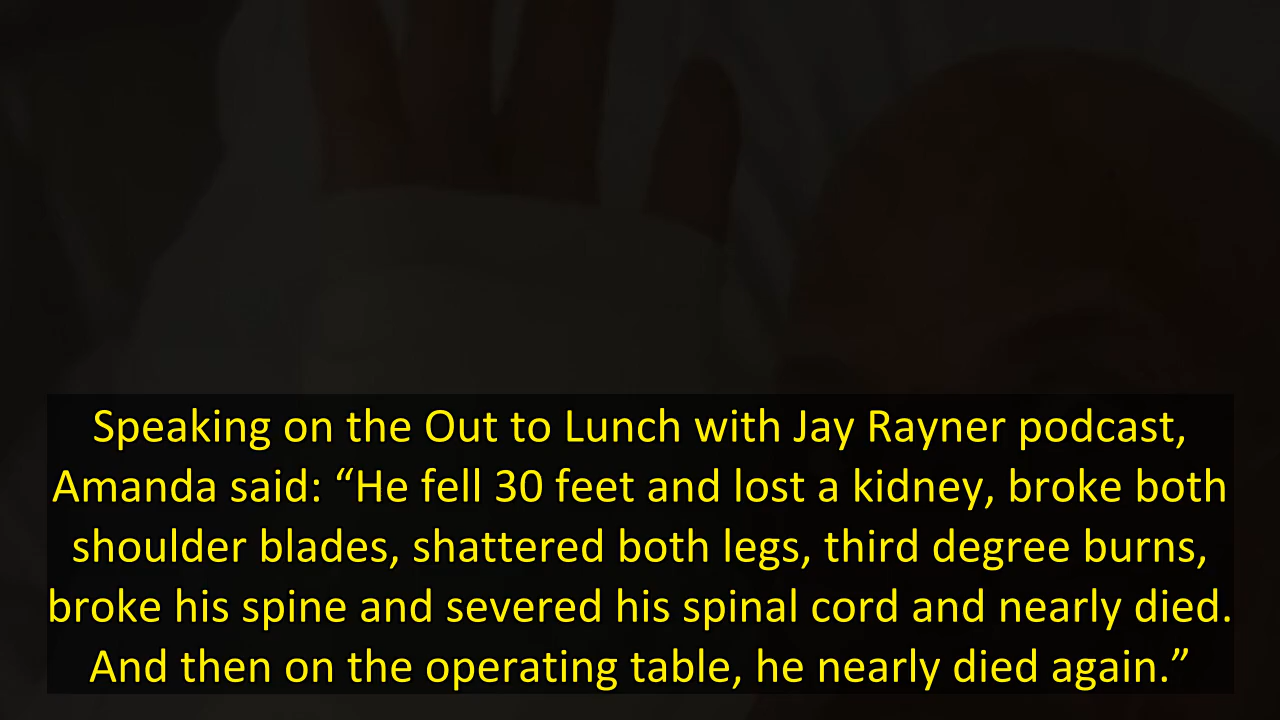 Speaking on the Out to Lunch with Jay Rayner podcast,
Amanda said: “He fell 30 feet and lost a kidney, broke both
shoulder blades, shattered both legs, third degree burns,
broke his spine and severed his spinal cord and nearly died.
And then on the operating table, he nearly died again.”